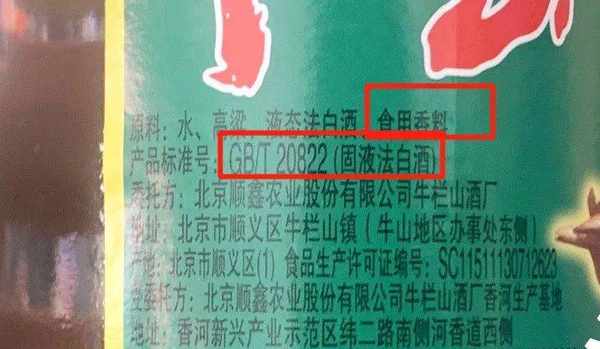 原料：水、高粱、液态法白酒、食用香料
产品标准号：GB/T 20822（固液法白酒）
委托方：北京顺鑫农业股份有限公司牛栏山酒厂
地址：北京市顺义区牛栏山镇（牛山地区办事处东侧）
产地：北京市顺义区(1) 食品生产许可证编号：SC11511130712623
受委托方：北京顺鑫农业股份有限公司牛栏山酒厂香河生产基地
地址：香河新兴产业示范区纬二路南侧河香道西侧